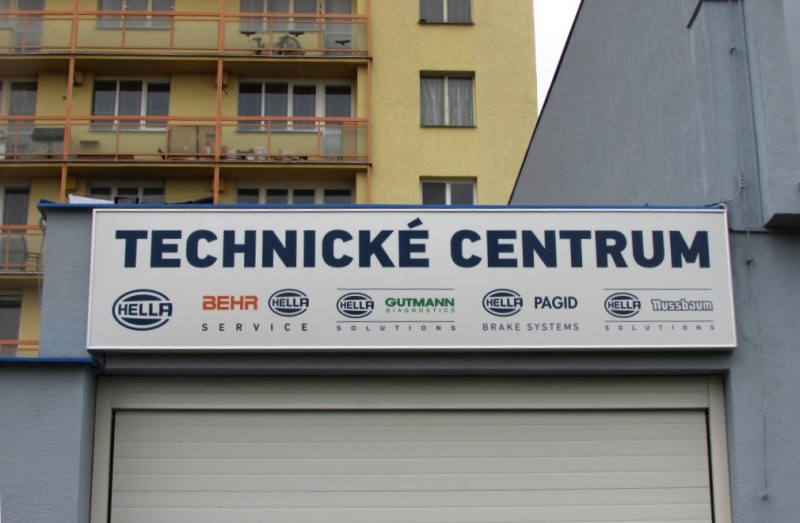 TECHNICKÉ CENTRUM
HELLA BEHR HELLA HELLA GUTMANN HELLA PAGID HELLA nussbaum
DIAGNOSTICS
SERVICE SOLUTIONS BRAKE SYSTEMS SOLUTIONS